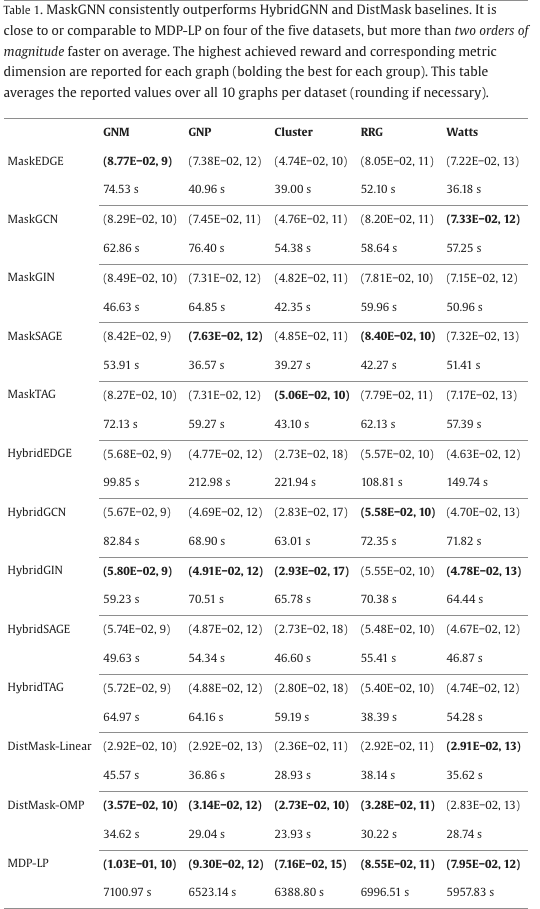 Table 1. MaskGNN consistently outperforms HybridGNN and DistMask baselines. It is
close to or comparable to MDP-LP on four of the five datasets, but more than two orders of
magnitude faster on average. The highest achieved reward and corresponding metric
dimension are reported for each graph (bolding the best for each group). This table
averages the reported values over all 10 graphs per dataset (rounding if necessary).
GNM GNP Cluster RRG Watts
MaskEDGE (8.77E−02, 9) (7.38E−02, 12) (4.74E−02, 10) (8.05E−02, 11) (7.22E−02, 13)
74.53 s 40.96 s 39.00 s 52.10 s 36.18 s
MaskGCN (8.29E−02, 10) (7.45E−02, 11) (4.76E−02, 11) (8.20E−02, 11) (7.33E−02, 12)
62.86 s 76.40 s 54.38 s 58.64 s 57.25 s
MaskGIN (8.49E−02, 10) (7.31E−02, 12) (4.82E−02, 11) (7.81E−02, 10) (7.15E−02, 12)
46.63 s 64.85 s 42.35 s 59.96 s 50.96 s
MaskSAGE (8.42E−02, 9) (7.63E−02, 12) (4.85E−02, 11) (8.40E−02, 10) (7.32E−02, 13)
53.91 s 36.57 s 39.27 s 42.27 s 51.41 s
MaskTAG (8.27E−02, 10) (7.31E−02, 12) (5.06E−02, 10) (7.79E−02, 11) (7.17E−02, 13)
72.13 s 59.27 s 43.10 s 62.13 s 57.39 s
HybridEDGE (5.68E−02, 9) (4.77E−02, 12) (2.73E−02, 18) (5.57E−02, 10) (4.63E−02, 12)
99.85 s 212.98 s 221.94 s 108.81 s 149.74 s
HybridGCN (5.67E−02, 9) (4.69E−02, 12) (2.83E−02, 17) (5.58E−02, 10) (4.70E−02, 13)
82.84 s 68.90 s 63.01 s 72.35 s 71.82 s
HybridGIN (5.80E−02, 9) (4.91E−02, 12) (2.93E−02, 17) (5.55E−02, 10) (4.78E−02, 13)
59.23 s 70.51 s 65.78 s 70.38 s 64.44 s
HybridSAGE (5.74E−02, 9) (4.87E−02, 12) (2.73E−02, 18) (5.48E−02, 10) (4.67E−02, 12)
49.63 s 54.34 s 46.60 s 55.41 s 46.87 s
HybridTAG (5.72E−02, 9) (4.88E−02, 12) (2.80E−02, 18) (5.40E−02, 10) (4.74E−02, 12)
64.97 s 64.16 s 59.19 s 38.39 s 54.28 s
DistMask-Linear (2.92E−02, 10) (2.92E−02, 13) (2.36E−02, 11) (2.92E−02, 11) (2.91E−02, 13)
45.57 s 36.86 s 28.93 s 38.14 s 35.62 s
DistMask-OMP (3.57E−02, 10) (3.14E−02, 12) (2.73E−02, 10) (3.28E−02, 11) (2.83E−02, 13)
34.62 s 29.04 s 23.93 s 30.22 s 28.74 s
MDP-LP (1.03E−01, 10) (9.30E−02, 12) (7.16E−02, 15) (8.55E−02, 11) (7.95E−02, 12)
7100.97 s 6523.14 s 6388.80 s 6996.51 s 5957.83 s